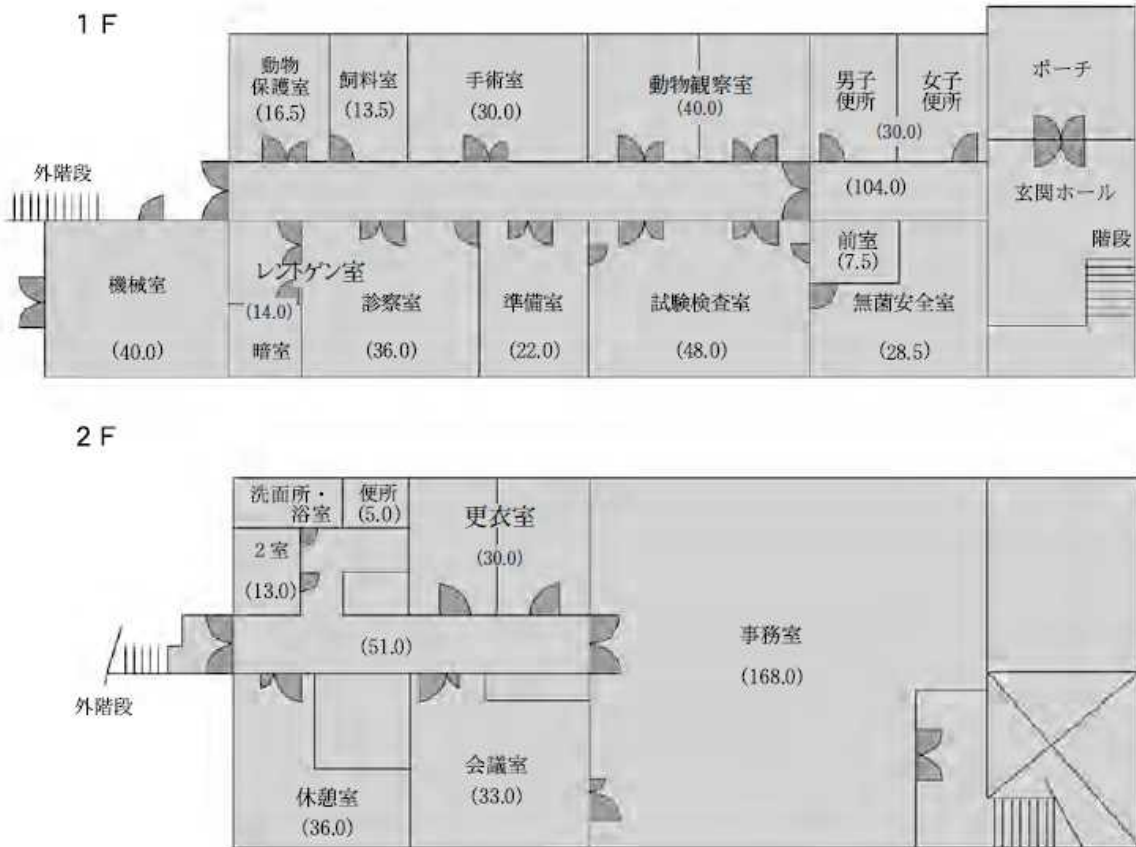 1F
動物
保護室
(16.5)
飼料室
(13.5)
手術室
(30.0)
動物観察室
(40.0)
男子
便所
女子
便所
(30.0)
ポーチ
外階段
(104.0)
玄関ホール
階段
機械室
(40.0)
レントゲン室
(14.0)
暗室
診察室
(36.0)
準備室
(22.0)
試験検査室
(48.0)
前室
(7.5)
無菌安全室
(28.5)
2F
洗面所・
浴室
便所
(5.0)
更衣室
(30.0)
2室
(13.0)
(51.0)
事務室
(168.0)
外階段
休憩室
(36.0)
会議室
(33.0)